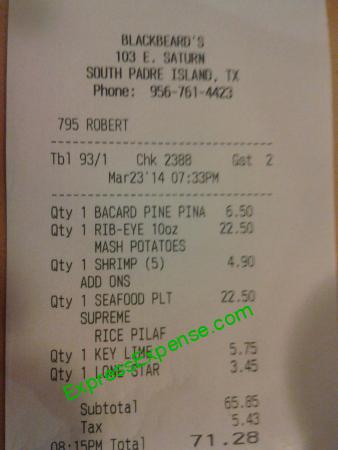 BLACKBEARD'S
103 E. SATURN
SOUTH PADRE ISLAND, TX
Phone: 956-761-4423
795 ROBERT
Tbl 93/1 Chk 2388 Gst 2
Mar23'14 07:33PM
Qty 1 BACARD PINE PINA 6.50
Qty 1 RIB-EYE 10oz 22.50
MASH POTATOES
Qty 1 SHRIMP (5) 4.90
ADD ONS
Qty 1 SEAFOOD PLT 22.50
SUPREME
RICE PILAF
Qty 1 KEY LIME 5.75
Qty 1 LONE STAR 3.45
ExpressExpense.com
Subtotal 65.85
Tax 5.43
08:15PM Total 71.28